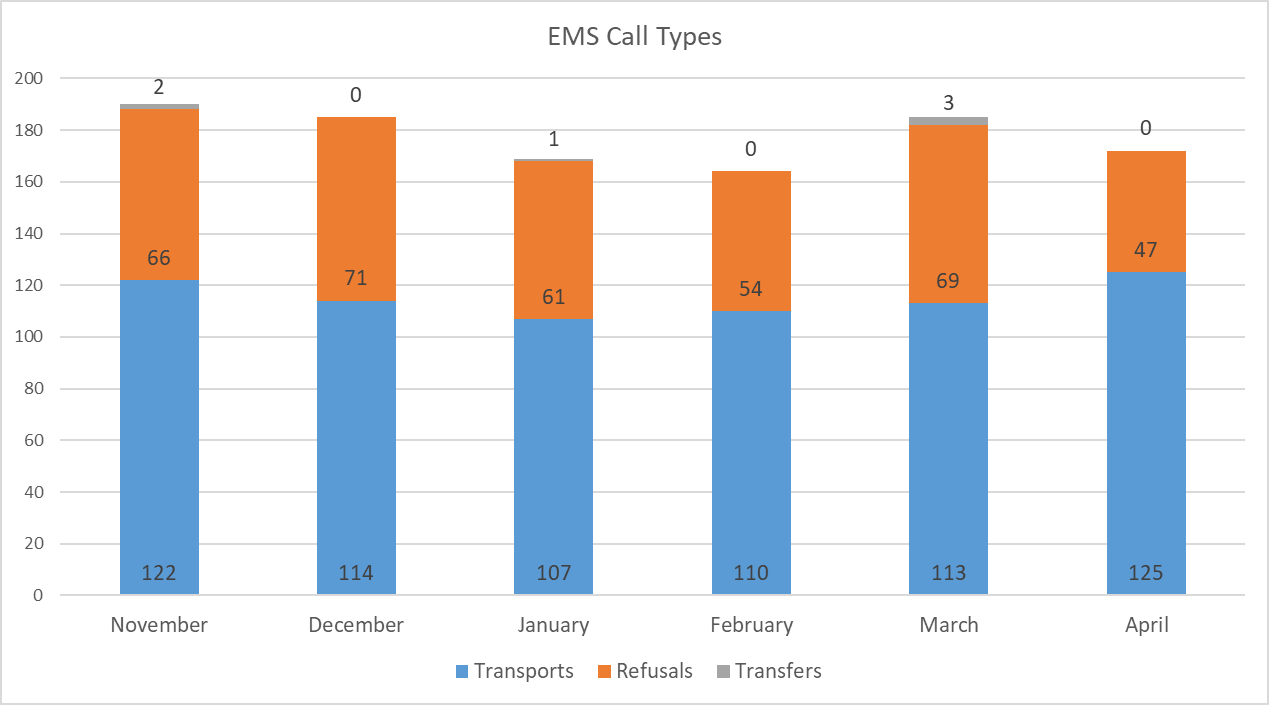 EMS Call Types
200
180
160
140
120
100
80
60
40
20
0
2 0 1 0 3 0
66 71 61 54 69 47
122 114 107 110 113 125
November December January February March April
Transports Refusals Transfers